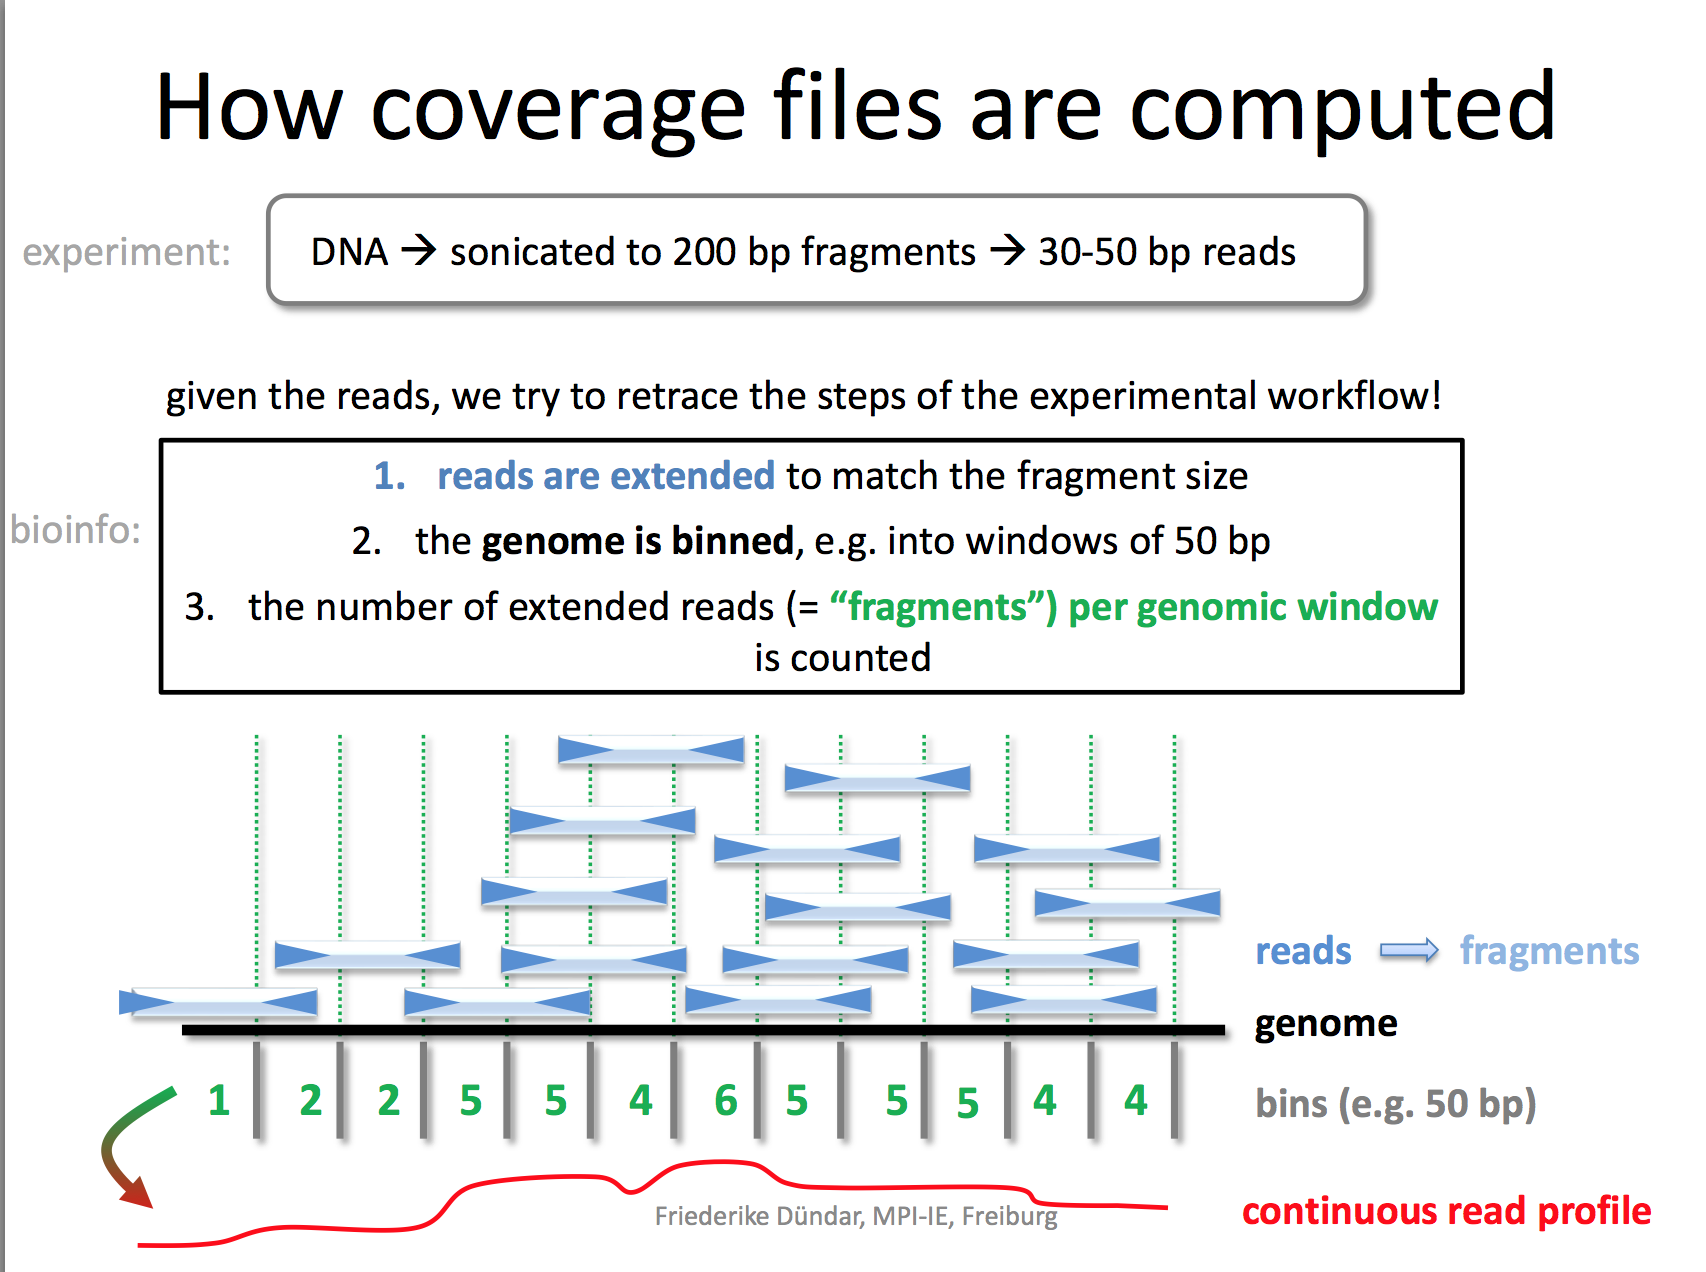 How coverage files are computed
experiment:
DNA → sonicated to 200 bp fragments → 30-50 bp reads
given the reads, we try to retrace the steps of the experimental workflow!
bioinfo:
1. reads are extended to match the fragment size
2. the genome is binned, e.g. into windows of 50 bp
3. the number of extended reads (= “fragments”) per genomic window
is counted
reads fragments
genome
1 2 2 5 5 4 6 5 5 5 4 4
bins (e.g. 50 bp)
continuous read profile
Friederike Dündar, MPI-IE, Freiburg